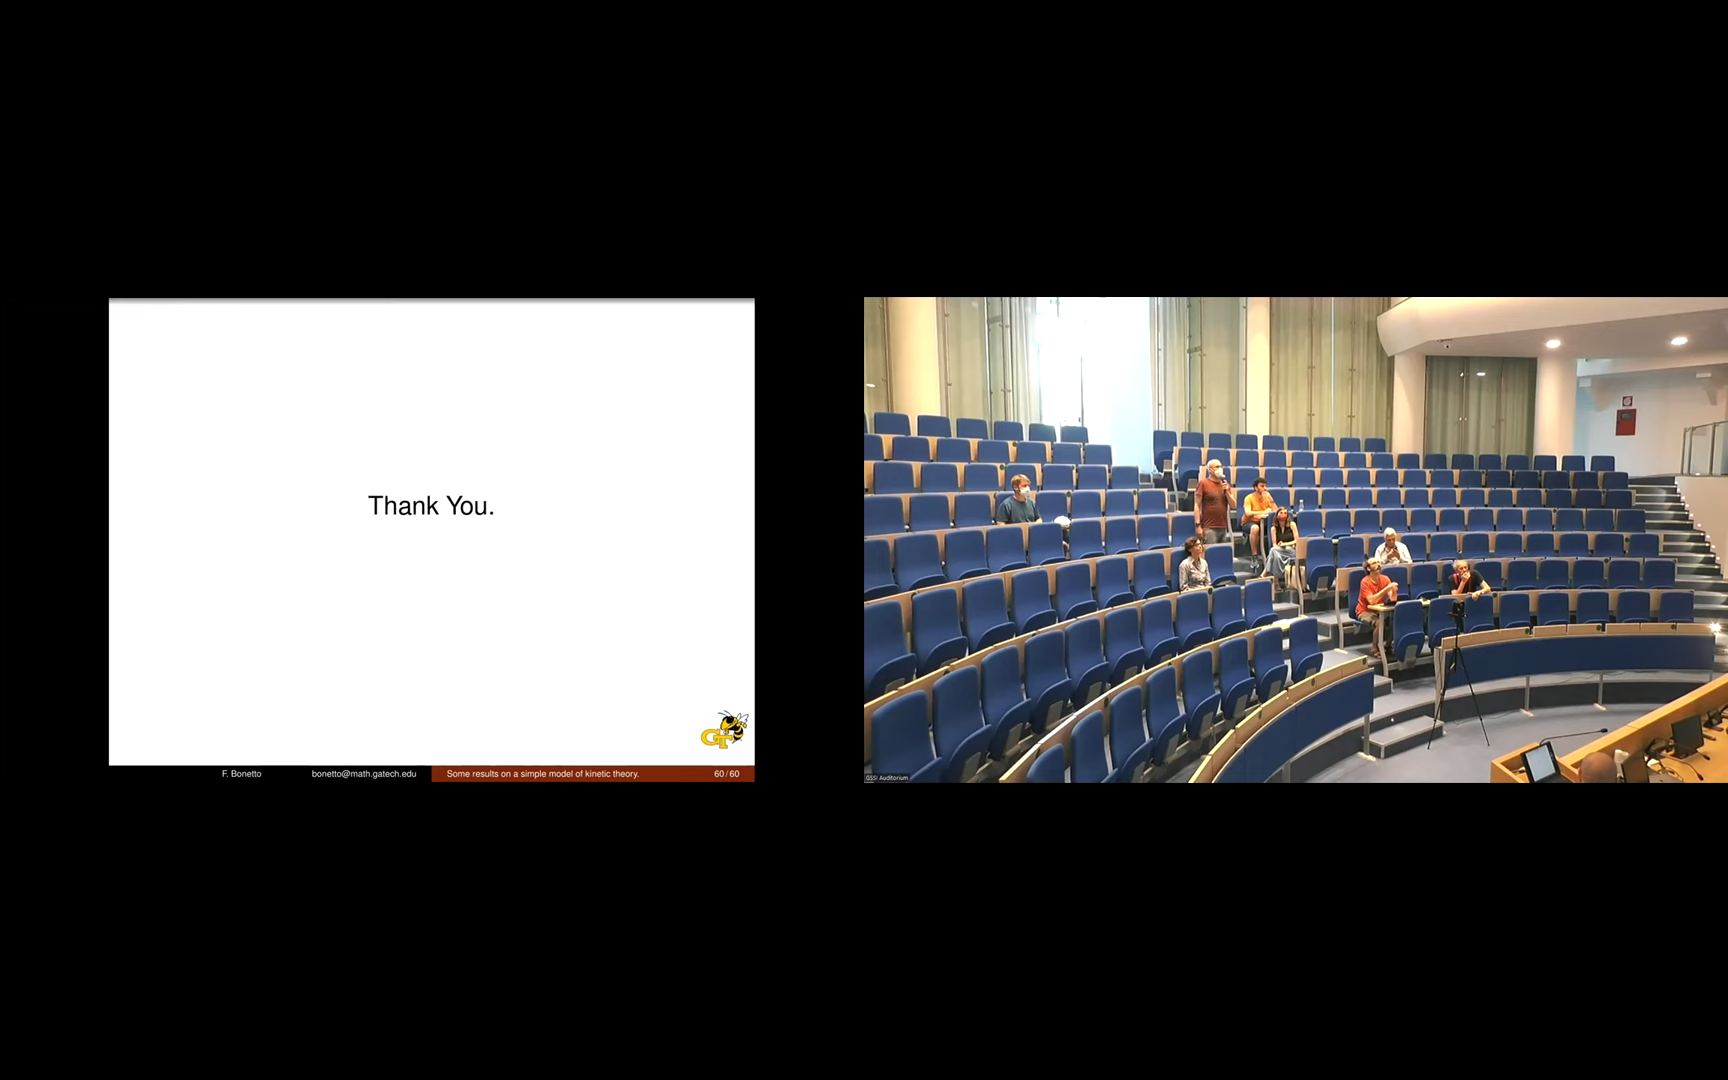 Thank You.
GT
F. Bonetto bonetto@math.gatech.edu Some results on a simple model of kinetic theory. 60 / 60
GSSI Auditorium